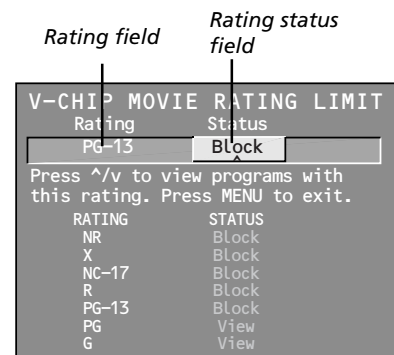 Rating field
Rating status
field
V-CHIP MOVIE RATING LIMIT
Rating Status
PG-13 Block
^
Press ^/v to view programs with
this rating. Press MENU to exit.
RATING STATUS
NR Block
X Block
NC-17 Block
R Block
PG-13 Block
PG View
G View